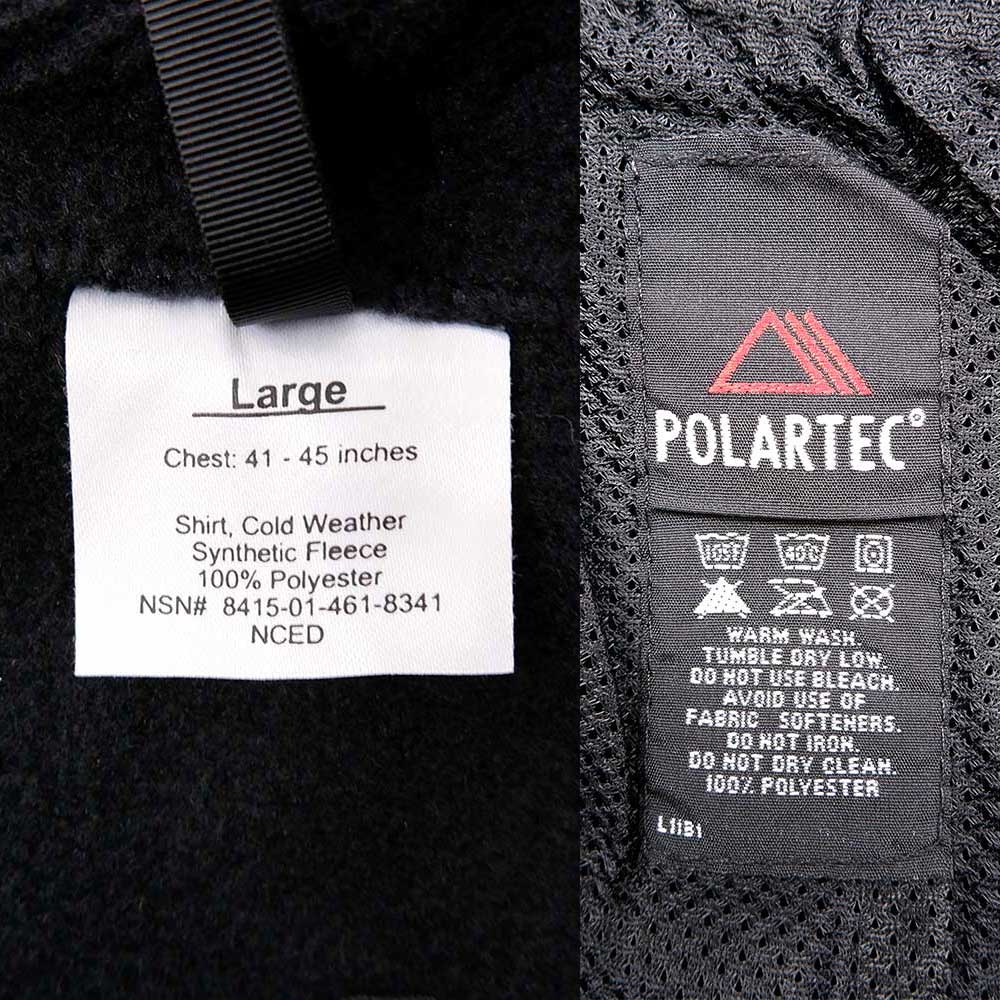 Large
Chest: 41 - 45 inches
Shirt, Cold Weather
Synthetic Fleece
100% Polyester
NSN# 8415-01-461-8341
NCED
POLARTEC®
105F 40C
WARM WASH.
TUMBLE DRY LOW.
DO NOT USE BLEACH.
AVOID USE OF
FABRIC SOFTENERS.
DO NOT IRON.
DO NOT DRY CLEAN.
100% POLYESTER
L11B1